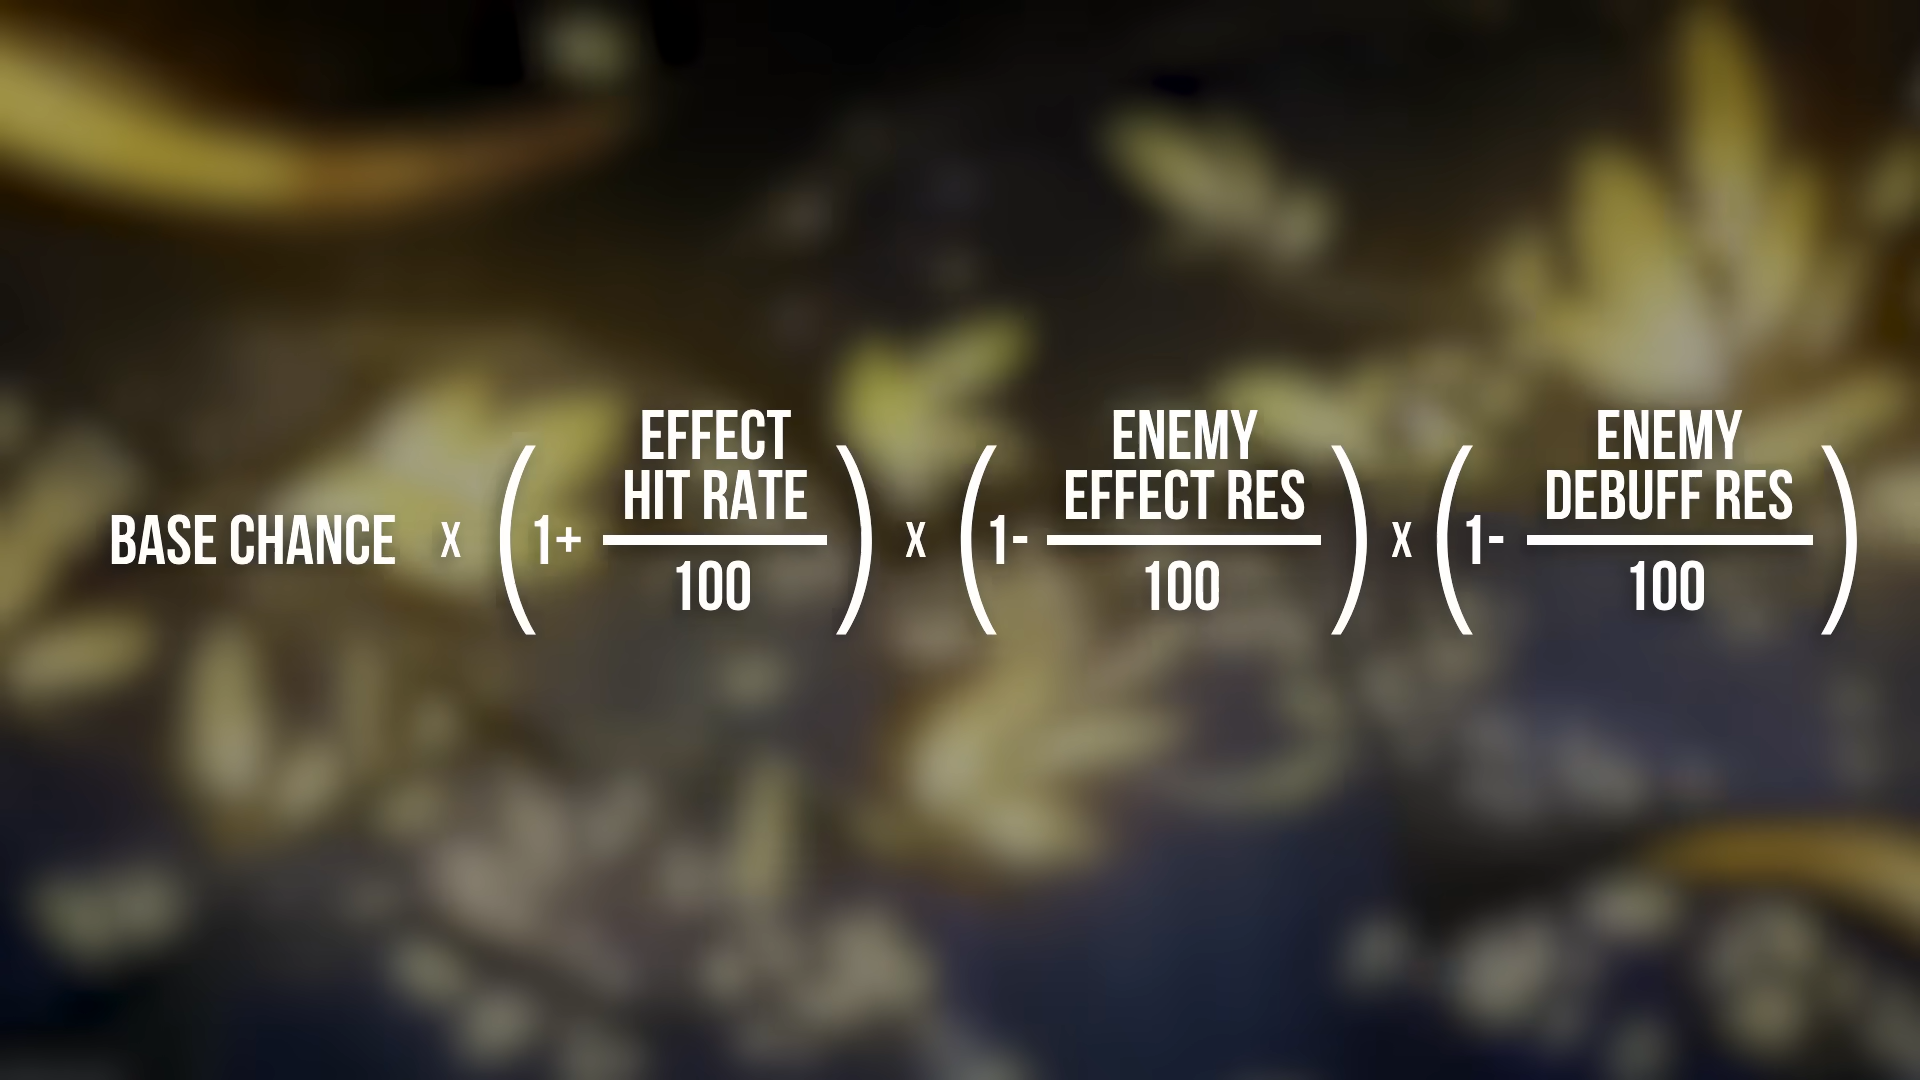 BASE CHANCE x (1+ EFFECT HIT RATE / 100) x (1- ENEMY EFFECT RES / 100) x (1- ENEMY DEBUFF RES / 100)